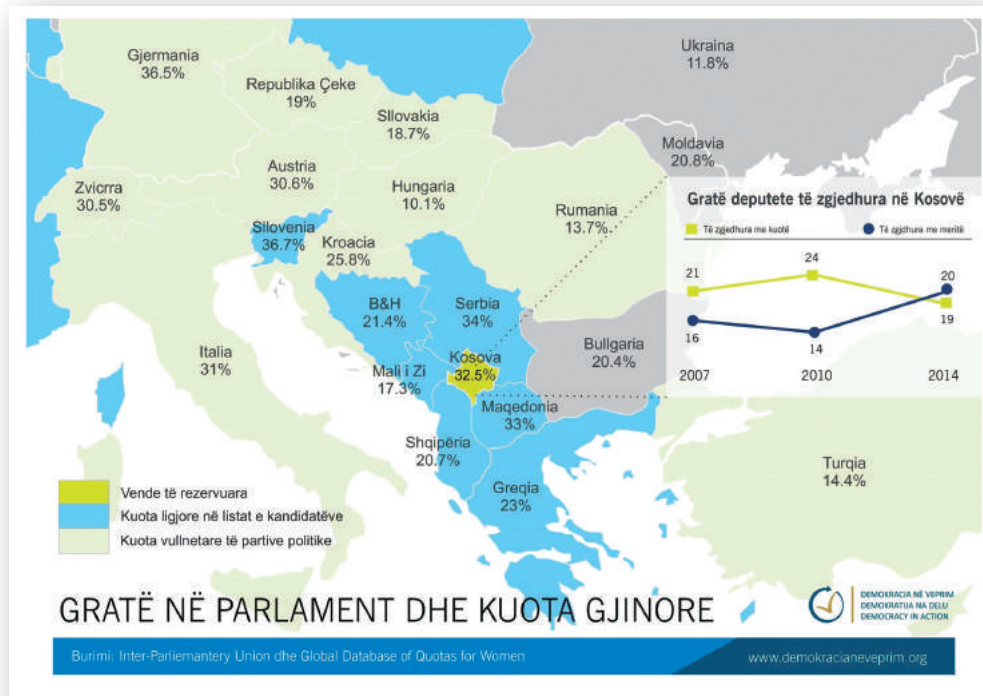 Gjermania
36.5%
Republika Çeke
19%
Sllovakia
18.7%
Ukraina
11.8%
Moldavia
20.8%
Zvicrra
30.5%
Austria
30.6%
Hungaria
10.1%
Rumania
13.7%
Sllovenia
36.7%
Kroacia
25.8%
B&H
21.4%
Serbia
34%
Italia
31%
Mali i Zi
17.3%
Kosova
32.5%
Bullgaria
20.4%
Maqedonia
33%
Shqipëria
20.7%
Greqia
23%
Turqia
14.4%
Gratë deputete të zgjedhura në Kosovë
Të zgjedhura me kuotë
Të zgjdhura me meritë
21
24
20
16
14
19
2007
2010
2014
Vende të rezervuara
Kuota ligjore në listat e kandidatëve
Kuota vullnetare të partive politike
GRATË NË PARLAMENT DHE KUOTA GJINORE
DEMOKRACIA NË VEPRIM
DEMOKRATIJA NA DELU
DEMOCRACY IN ACTION
Burimi: Inter-Parliemantery Union dhe Global Database of Quotas for Women
www.demokracianeveprim.org